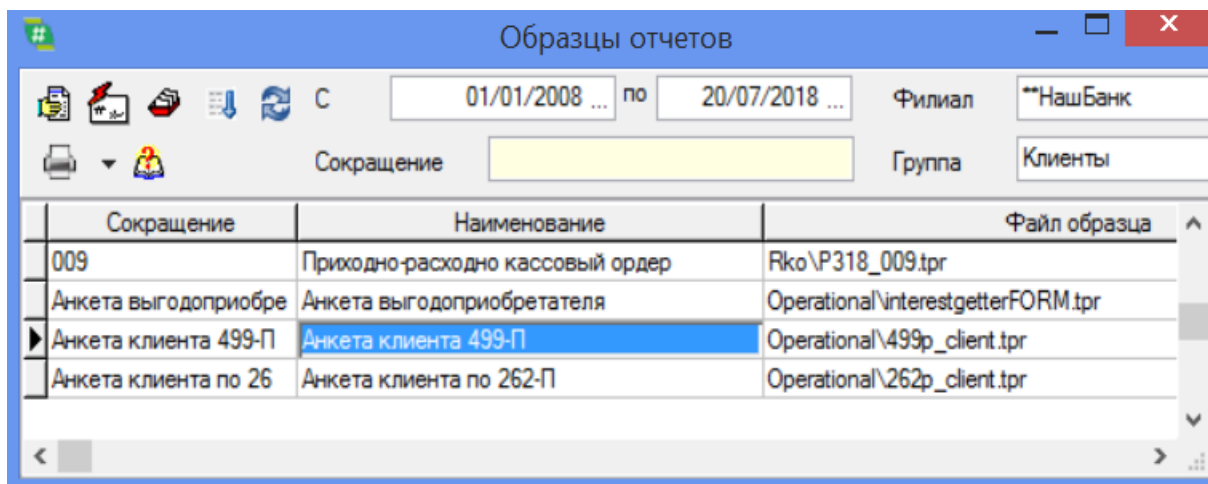 Образцы отчетов
С 01/01/2008 ... по 20/07/2018 ... Филиал **НашБанк
Сокращение Группа Клиенты
Сокращение Наименование Файл образца
009 Приходно-расходно кассовый ордер Rko\P318_009.tpr
Анкета выгодоприобре Анкета выгодоприобретателя Operational\interestgetterFORM.tpr
Анкета клиента 499-П Анкета клиента 499-П Operational\499p_client.tpr
Анкета клиента по 26 Анкета клиента по 262-П Operational\262p_client.tpr